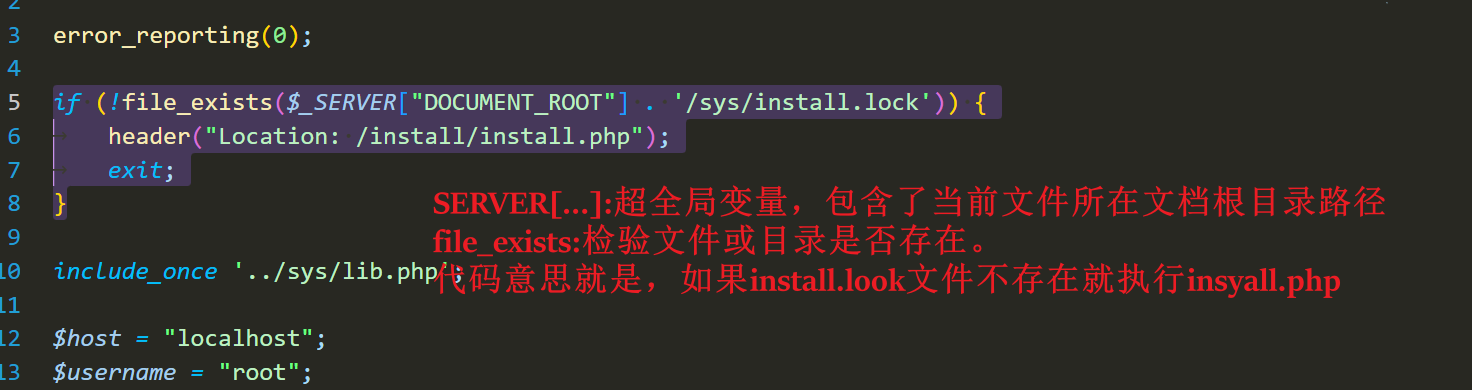 2
3 error_reporting(0);
4
5 if (!file_exists($_SERVER["DOCUMENT_ROOT"] . '/sys/install.lock')) {
6 header("Location: /install/install.php");
7 exit;
8 }
SERVER[...]:超全局变量，包含了当前文件所在文档根目录路径
9
file_exists:检验文件或目录是否存在。
10 include_once '../sys/lib.php';
代码意思就是，如果install.look文件不存在就执行insyall.php
11
12 $host = "localhost";
13 $username = "root";